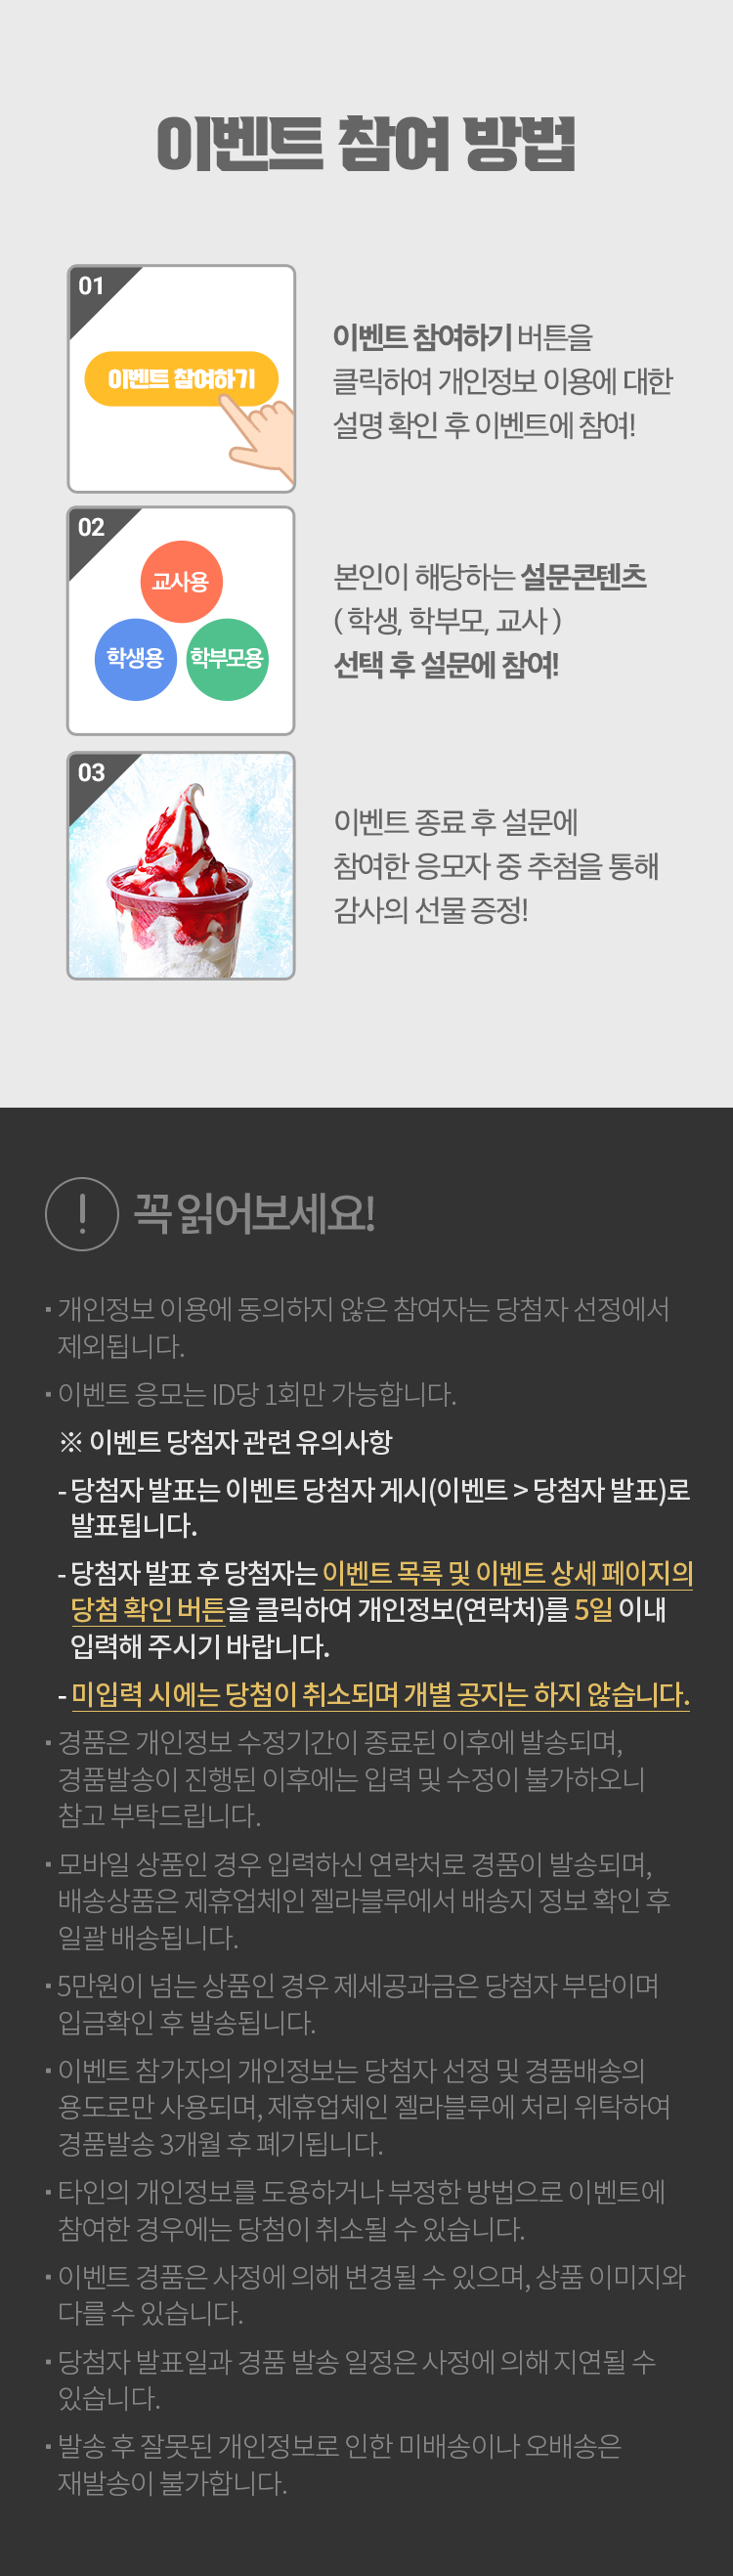 이벤트 참여 방법
01
이벤트 참여하기
이벤트 참여하기 버튼을
클릭하여 개인정보 이용에 대한
설명 확인 후 이벤트에 참여!
02
교사용
학생용 학부모용
본인이 해당하는 설문콘텐츠
( 학생, 학부모, 교사 )
선택 후 설문에 참여!
03
이벤트 종료 후 설문에
참여한 응모자 중 추첨을 통해
감사의 선물 증정!
! 꼭 읽어보세요!
· 개인정보 이용에 동의하지 않은 참여자는 당첨자 선정에서
제외됩니다.
· 이벤트 응모는 ID당 1회만 가능합니다.
※ 이벤트 당첨자 관련 유의사항
- 당첨자 발표는 이벤트 당첨자 게시(이벤트 > 당첨자 발표)로
발표됩니다.
- 당첨자 발표 후 당첨자는 이벤트 목록 및 이벤트 상세 페이지의
당첨 확인 버튼을 클릭하여 개인정보(연락처)를 5일 이내
입력해 주시기 바랍니다.
- 미입력 시에는 당첨이 취소되며 개별 공지는 하지 않습니다.
· 경품은 개인정보 수정기간이 종료된 이후에 발송되며,
경품발송이 진행된 이후에는 입력 및 수정이 불가하오니
참고 부탁드립니다.
· 모바일 상품인 경우 입력하신 연락처로 경품이 발송되며,
배송상품은 제휴업체인 젤라블루에서 배송지 정보 확인 후
일괄 배송됩니다.
· 5만원이 넘는 상품인 경우 제세공과금은 당첨자 부담이며
입금확인 후 발송됩니다.
· 이벤트 참가자의 개인정보는 당첨자 선정 및 경품배송의
용도로만 사용되며, 제휴업체인 젤라블루에 처리 위탁하여
경품발송 3개월 후 폐기됩니다.
· 타인의 개인정보를 도용하거나 부정한 방법으로 이벤트에
참여한 경우에는 당첨이 취소될 수 있습니다.
· 이벤트 경품은 사정에 의해 변경될 수 있으며, 상품 이미지와
다를 수 있습니다.
· 당첨자 발표일과 경품 발송 일정은 사정에 의해 지연될 수
있습니다.
· 발송 후 잘못된 개인정보로 인한 미배송이나 오배송은
재발송이 불가합니다.